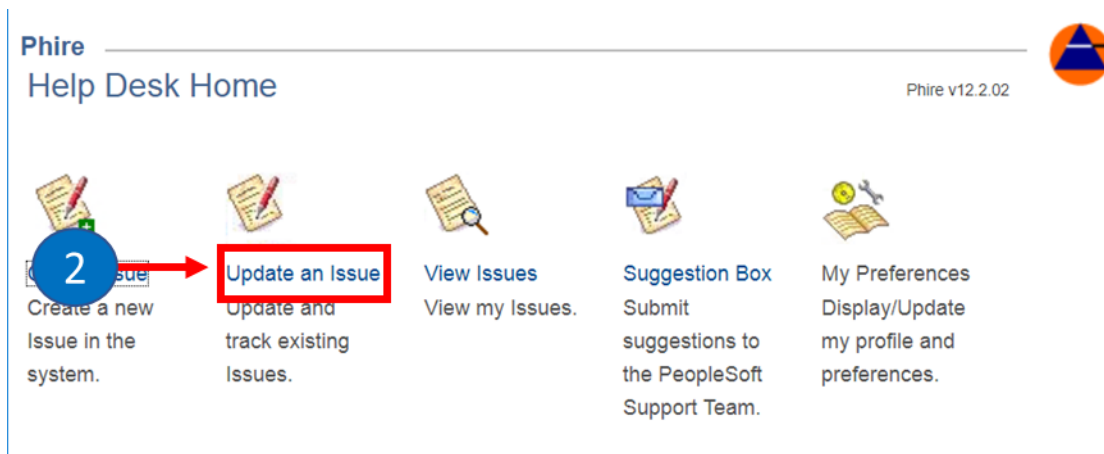 Phire
Help Desk Home
Phire v12.2.02
2
sue
Update an Issue
View Issues
Suggestion Box
My Preferences
Create a new
Issue in the
system.
Update and
track existing
Issues.
View my Issues.
Submit
suggestions to
the PeopleSoft
Support Team.
Display/Update
my profile and
preferences.